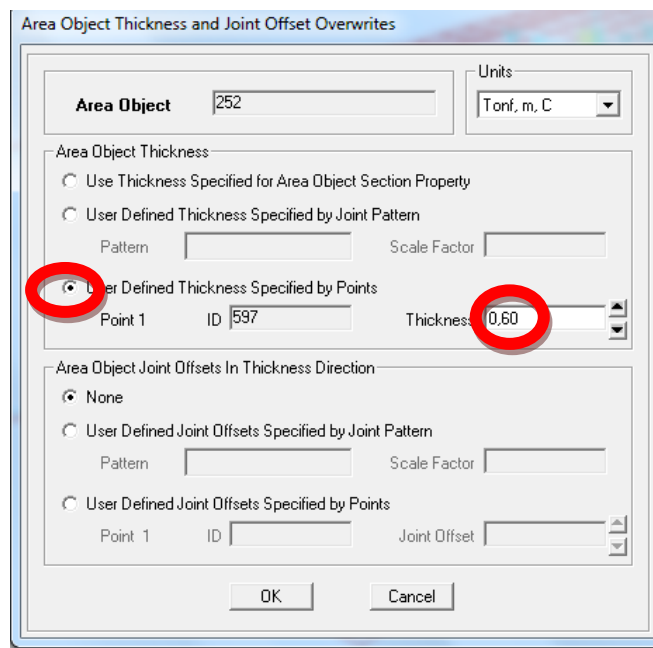 Area Object Thickness and Joint Offset Overwrites
Units
Area Object 252 Tonf, m, C
Area Object Thickness
Use Thickness Specified for Area Object Section Property
User Defined Thickness Specified by Joint Pattern
Pattern Scale Factor
User Defined Thickness Specified by Points
Point 1 ID 597 Thickness 0,60
Area Object Joint Offsets In Thickness Direction
None
User Defined Joint Offsets Specified by Joint Pattern
Pattern Scale Factor
User Defined Joint Offsets Specified by Points
Point 1 ID Joint Offset
OK Cancel